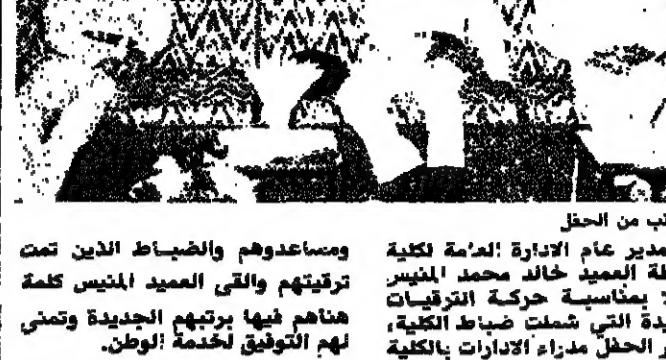 من الحفل
مدير عام الادارة العامة لكلية
العميد خالد محمد المنيس
بمناسبة حركة الترقيات
التي شملت ضباط الكلية،
الحفل مدراء الادارات بالكلية
ومساعدوهم والضبـاط الذين تمت
ترقيتهم والقى العميد المنيس كلمة
هناهم فيها برتبهم الجديدة وتمنى
لهم التوفيق لخدمة الوطن.